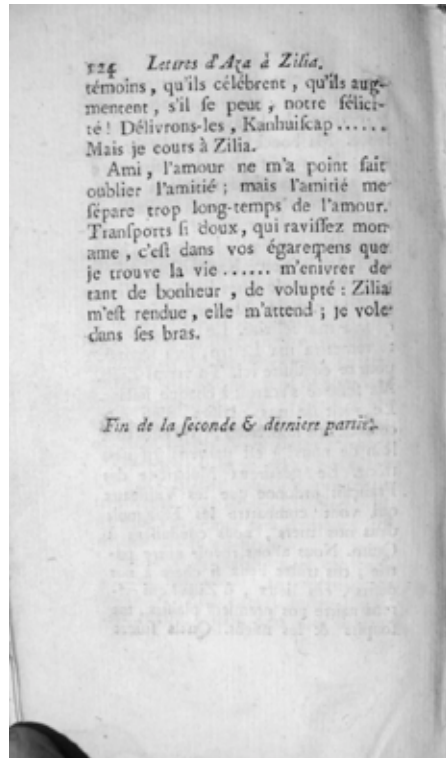 524 Lettres d'Aza à Zilia.
témoins, qu'ils célébrent, qu'ils aug-
mentent, s'il ſe peut, notre félici-
té! Délivrons-les, Kanhuiſcap......
Mais je cours à Zilia.
Ami, l'amour ne m'a point fait
oublier l'amitié; mais l'amitié me
ſépare trop long-temps de l'amour.
Tranſports ſi doux, qui raviſſez mon
ame, c'eſt dans vos égaremens que
je trouve la vie...... m'enivrer de
tant de bonheur, de volupté: Zilia
m'eſt rendue, elle m'attend; je vole
dans ſes bras.
Fin de la ſeconde & derniere partie.